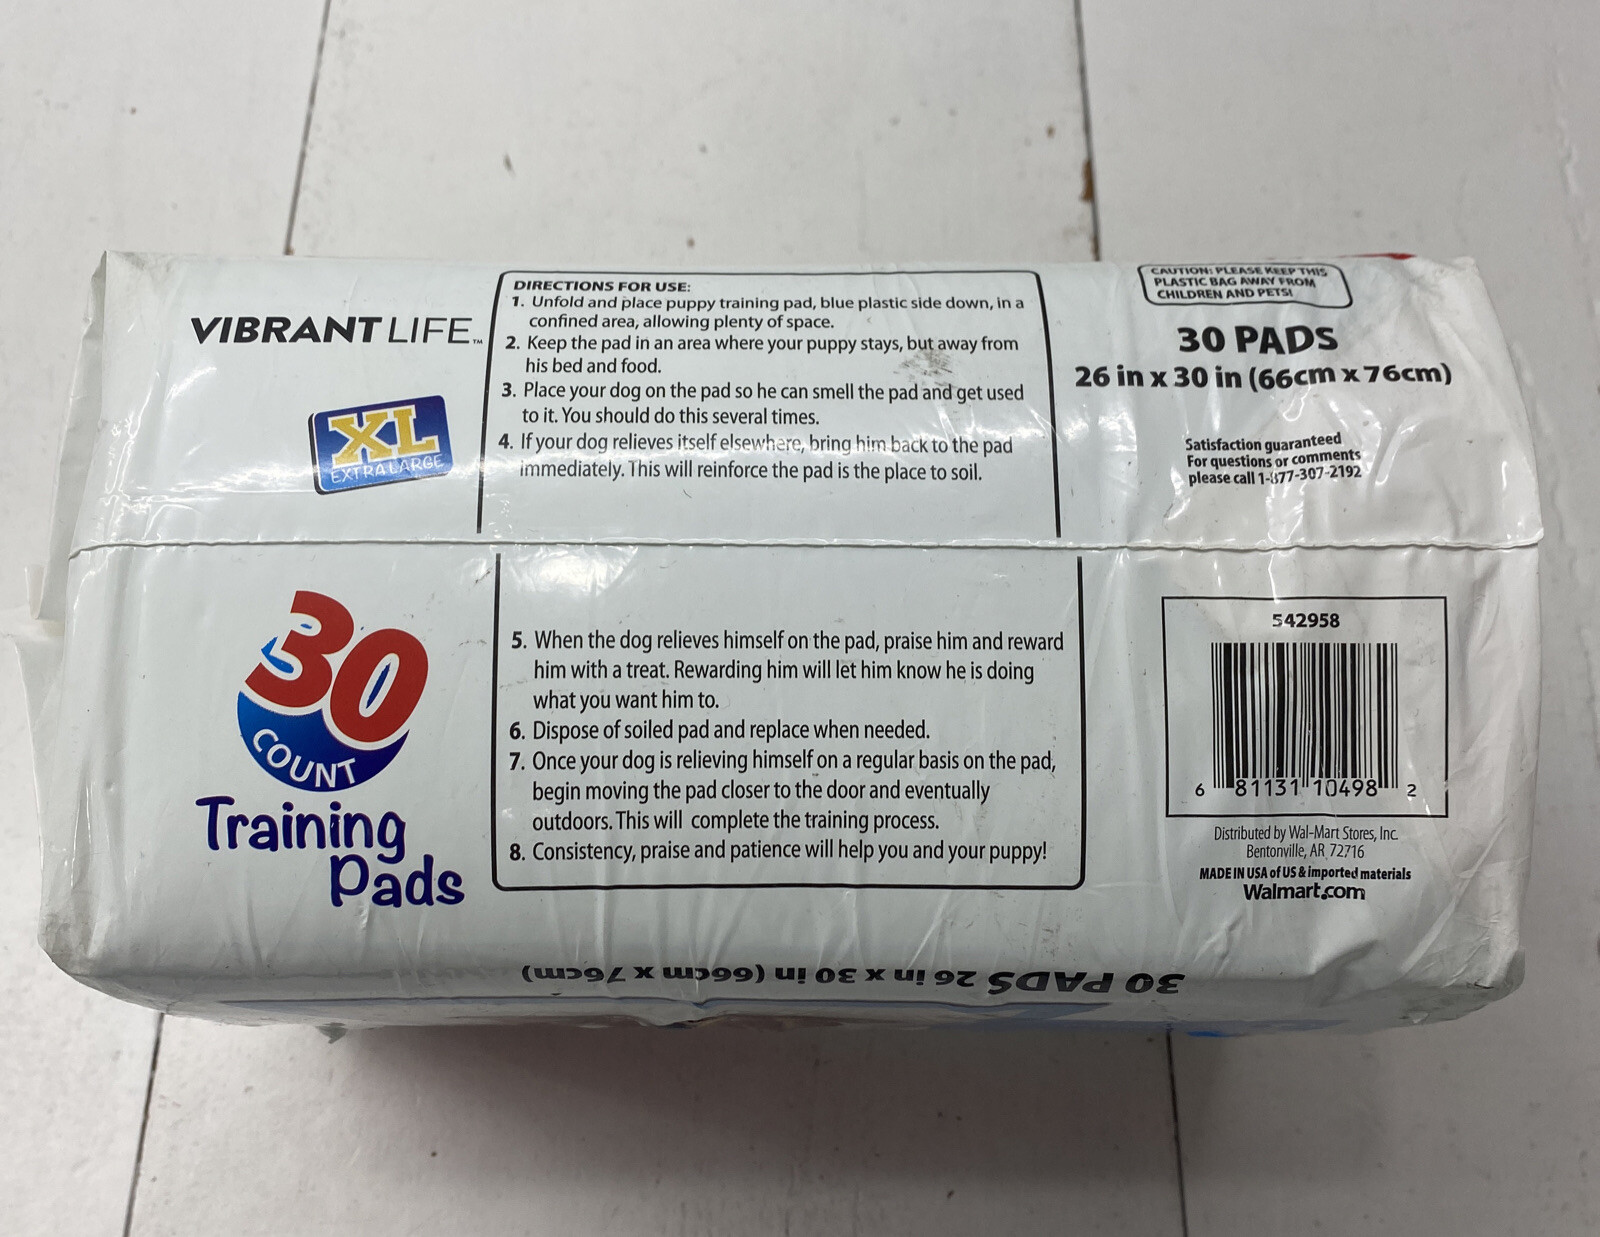 VIBRANT LIFE™
XL
EXTRA LARGE
30
COUNT
Training
Pads
DIRECTIONS FOR USE:
1. Unfold and place puppy training pad, blue plastic side down, in a
confined area, allowing plenty of space.
2. Keep the pad in an area where your puppy stays, but away from
his bed and food.
3. Place your dog on the pad so he can smell the pad and get used
to it. You should do this several times.
4. If your dog relieves itself elsewhere, bring him back to the pad
immediately. This will reinforce the pad is the place to soil.
5. When the dog relieves himself on the pad, praise him and reward
him with a treat. Rewarding him will let him know he is doing
what you want him to.
6. Dispose of soiled pad and replace when needed.
7. Once your dog is relieving himself on a regular basis on the pad,
begin moving the pad closer to the door and eventually
outdoors. This will complete the training process.
8. Consistency, praise and patience will help you and your puppy!
CAUTION: PLEASE KEEP THIS
PLASTIC BAG AWAY FROM
CHILDREN AND PETS!
30 PADS
26 in x 30 in (66cm x 76cm)
Satisfaction guaranteed
For questions or comments
please call 1-877-307-2192
542958
6 81131 10498 2
Distributed by Wal-Mart Stores, Inc.
Bentonville, AR 72716
MADE IN USA of US & imported materials
Walmart.com
30 PADS 26 in x 30 in (66cm x 76cm)